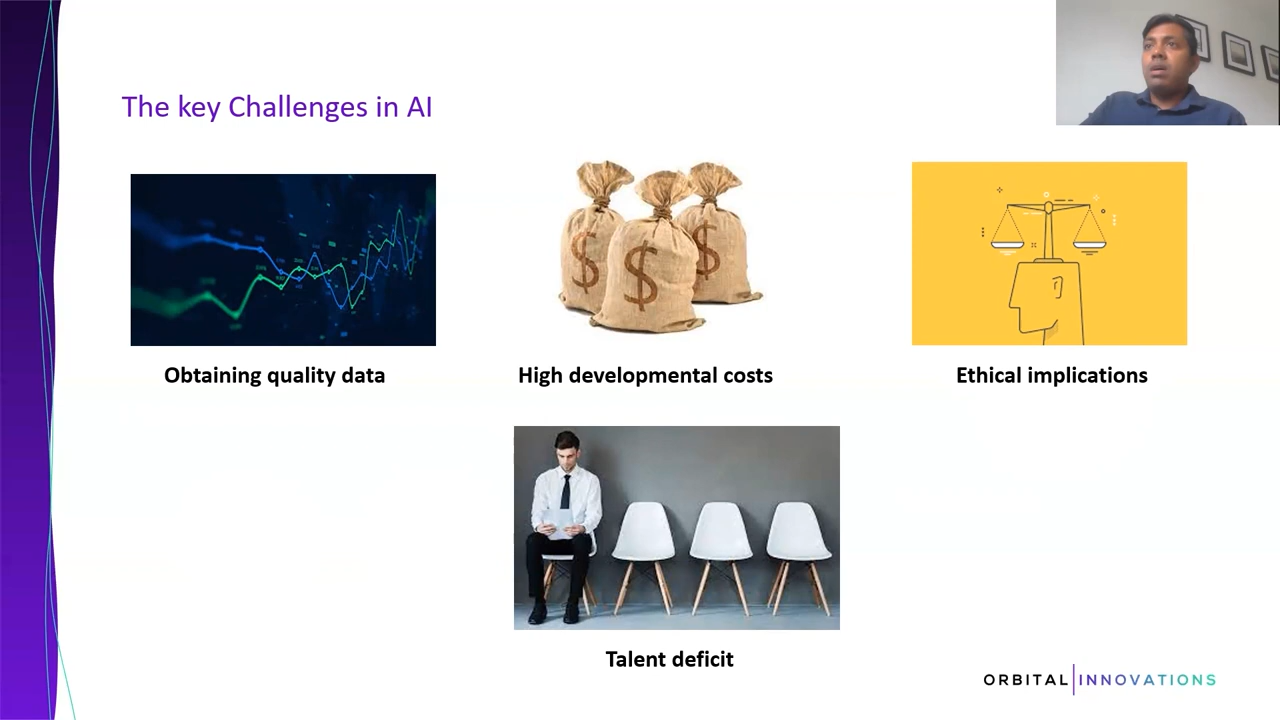 The key Challenges in AI
$ $ $
Obtaining quality data
High developmental costs
Ethical implications
Talent deficit
ORBITAL INNOVATIONS